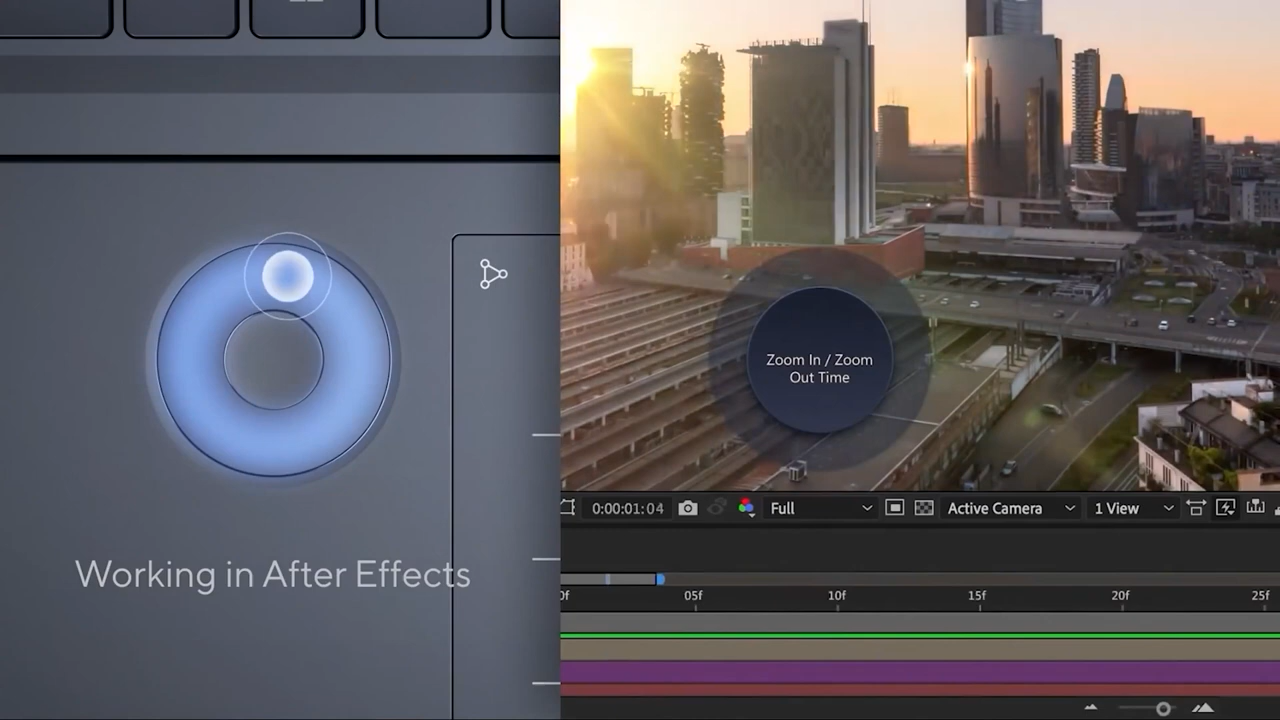 Working in After Effects
Zoom In / Zoom
Out Time
0:00:01:04
Full
Active Camera
1 View
0f
05f
10f
15f
20f
25f